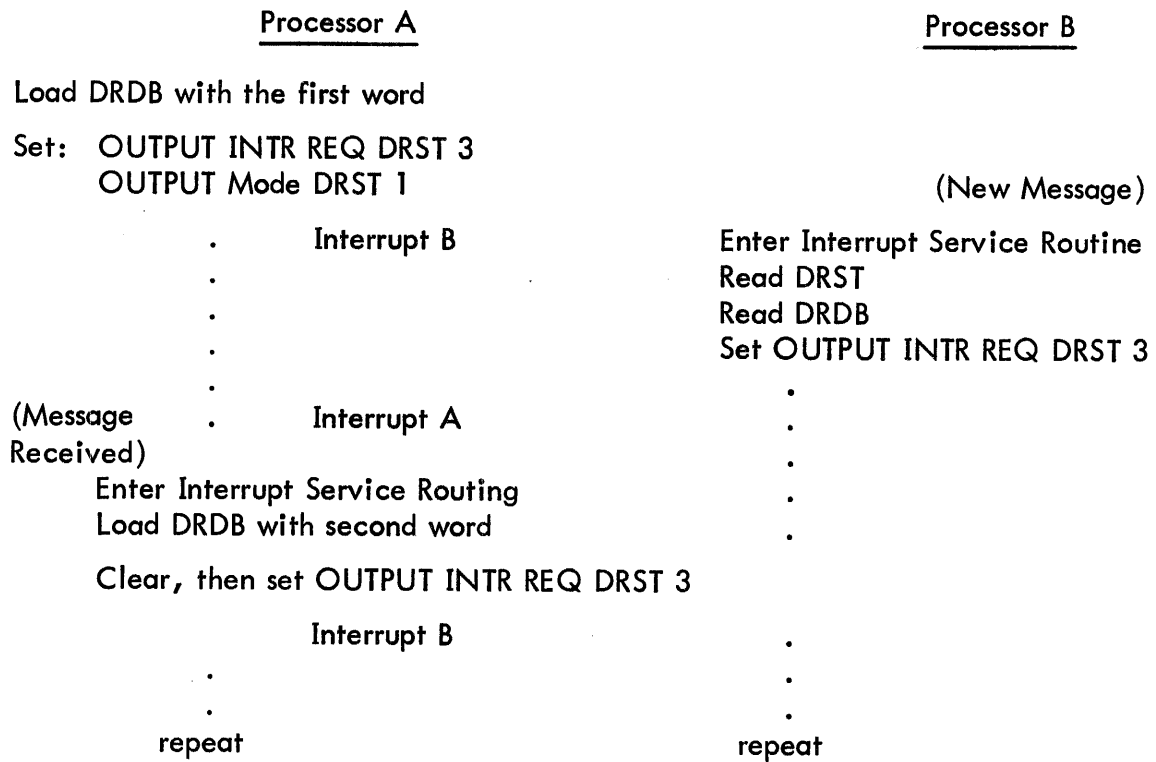 Processor A Processor B
Load DRDB with the first word
Set: OUTPUT INTR REQ DRST 3
OUTPUT Mode DRST 1 (New Message)
. Interrupt B Enter Interrupt Service Routine
. Read DRST
. Read DRDB
. Set OUTPUT INTR REQ DRST 3
. .
(Message . Interrupt A .
Received) .
Enter Interrupt Service Routing .
Load DRDB with second word .
Clear, then set OUTPUT INTR REQ DRST 3
Interrupt B .
. .
. .
repeat repeat